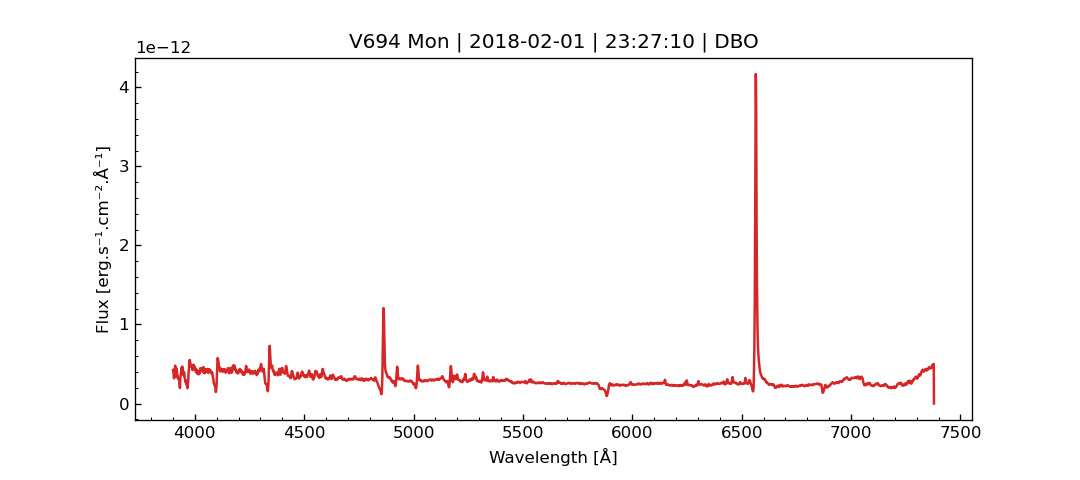 V694 Mon | 2018-02-01 | 23:27:10 | DBO
1e−12
4
3
2
1
0
Flux [erg.s⁻¹.cm⁻².Å⁻¹]
4000 4500 5000 5500 6000 6500 7000 7500
Wavelength [Å]